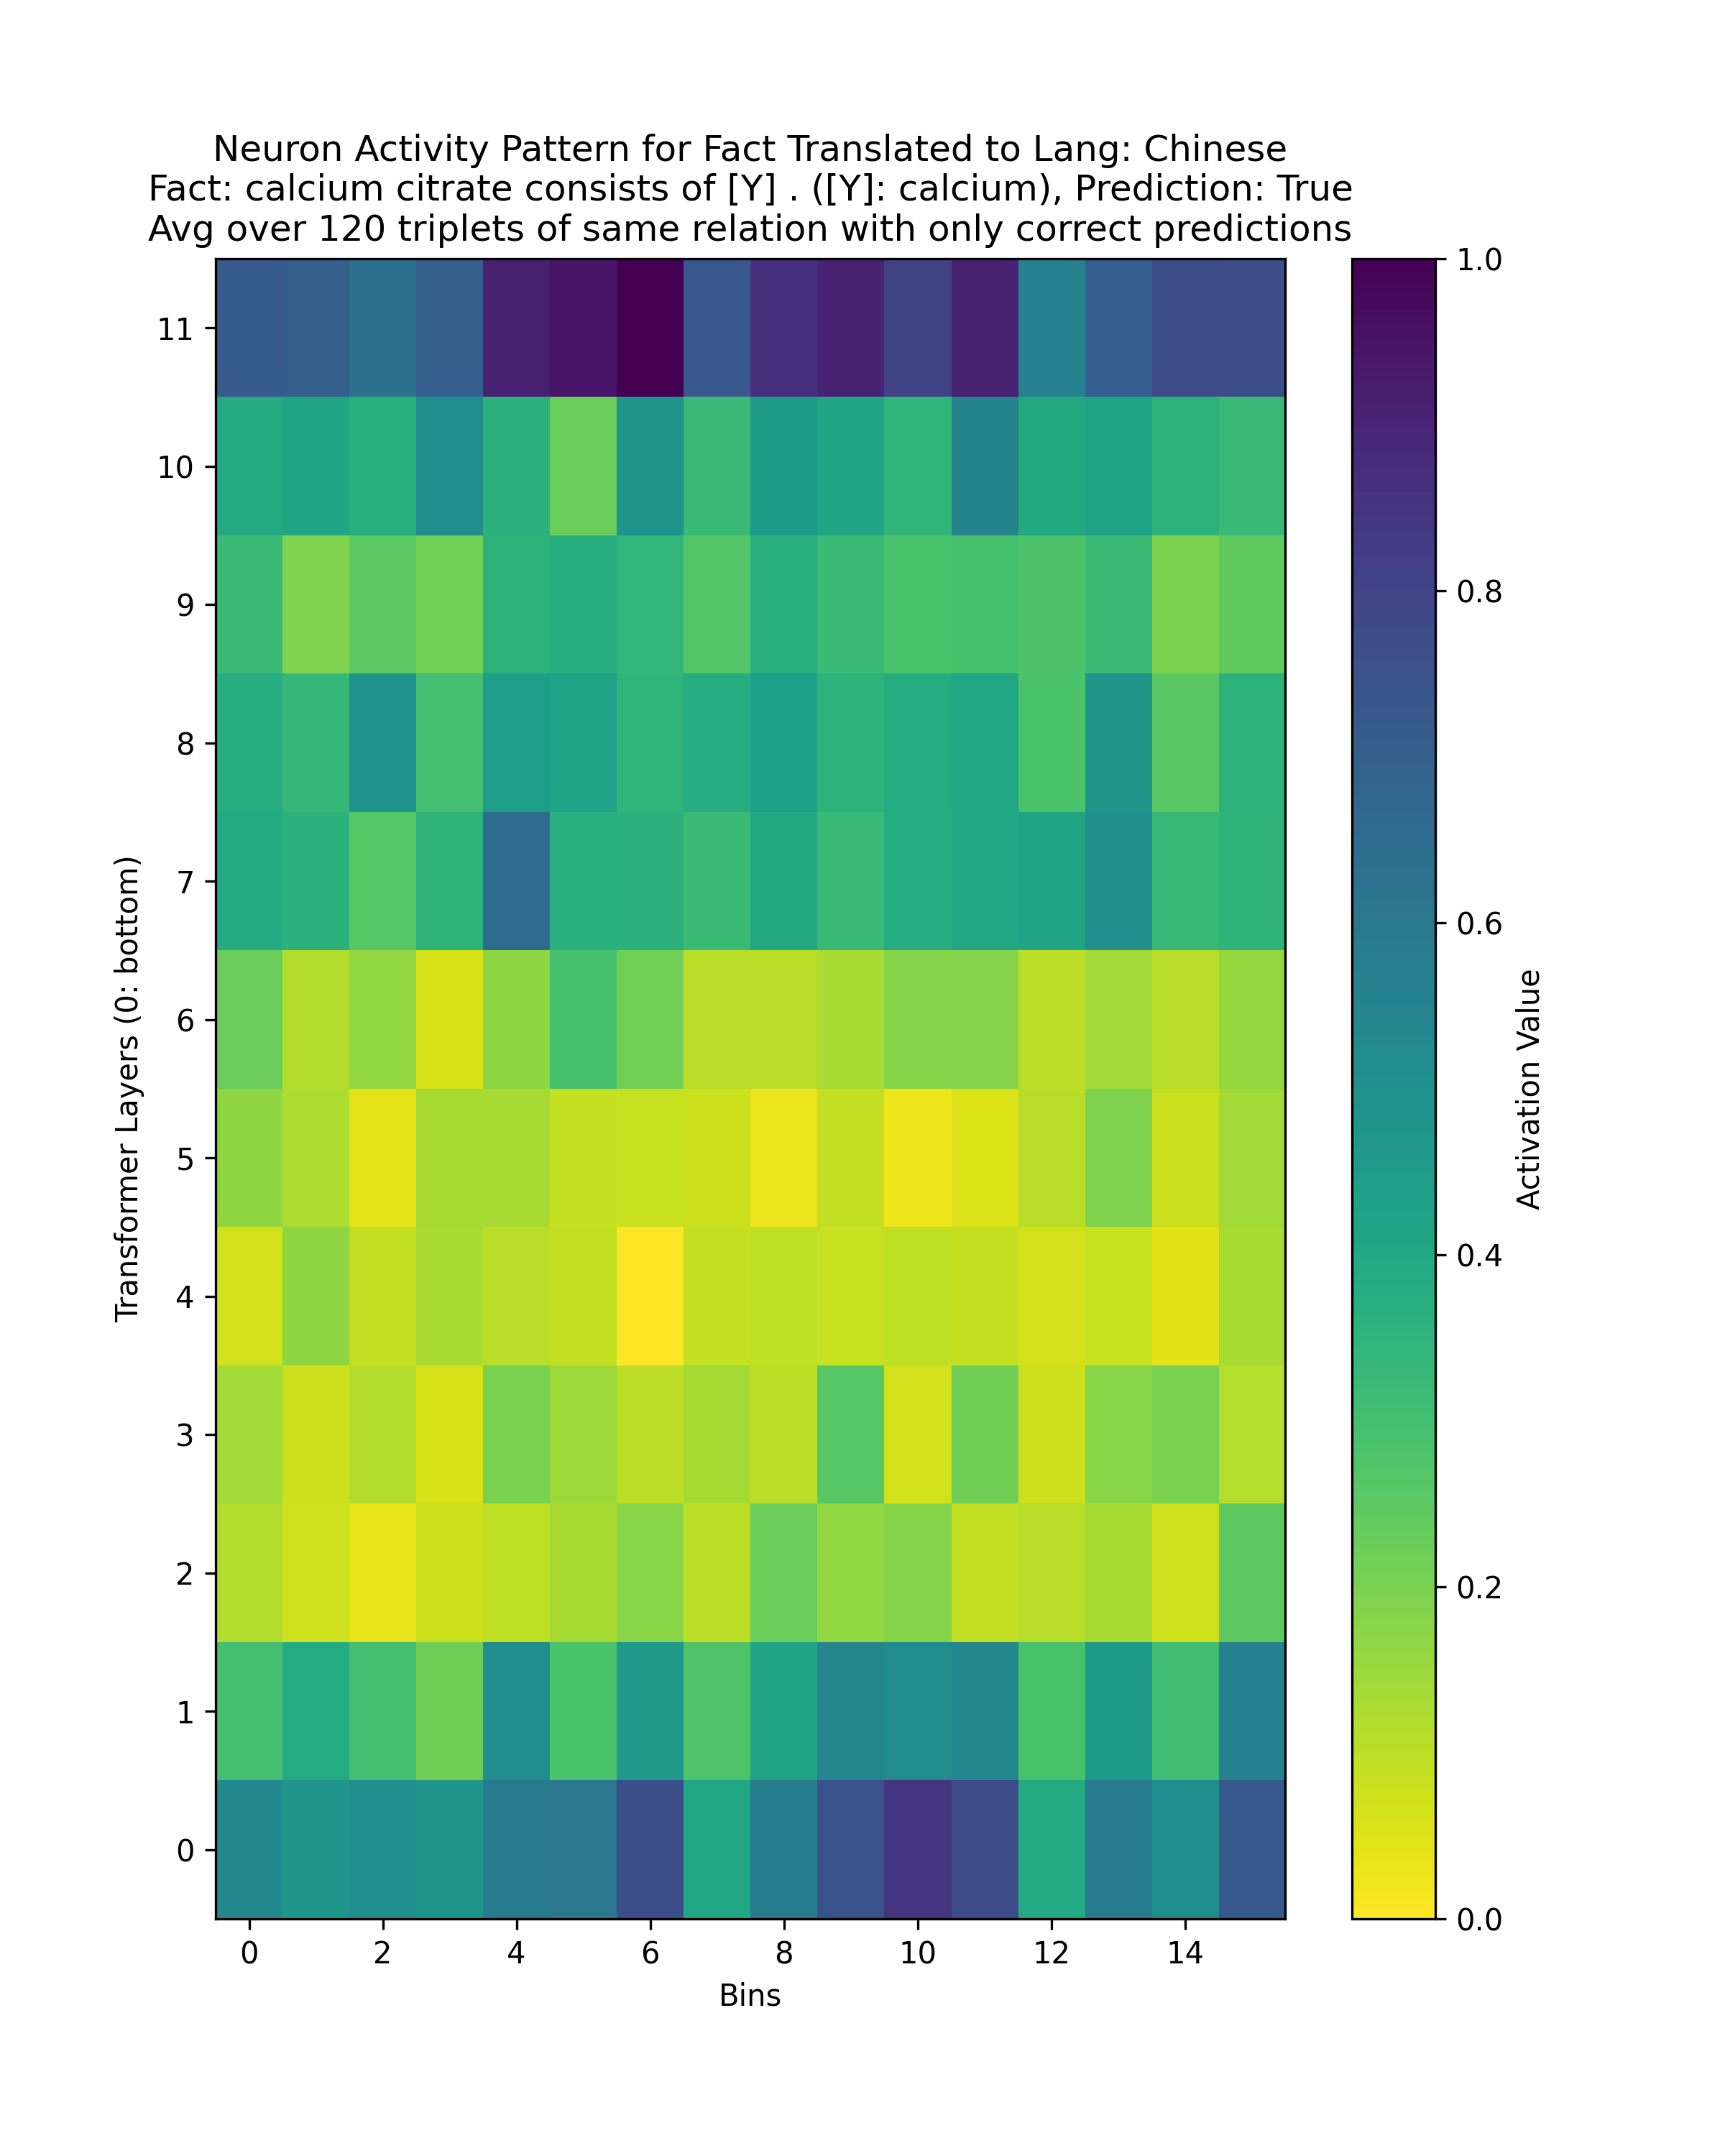 Neuron Activity Pattern for Fact Translated to Lang: Chinese
Fact: calcium citrate consists of [Y] . ([Y]: calcium), Prediction: True
Avg over 120 triplets of same relation with only correct predictions
Transformer Layers (0: bottom)
11
10
9
8
7
6
5
4
3
2
1
0
0 2 4 6 8 10 12 14
Bins
1.0
0.8
0.6
0.4
0.2
0.0
Activation Value